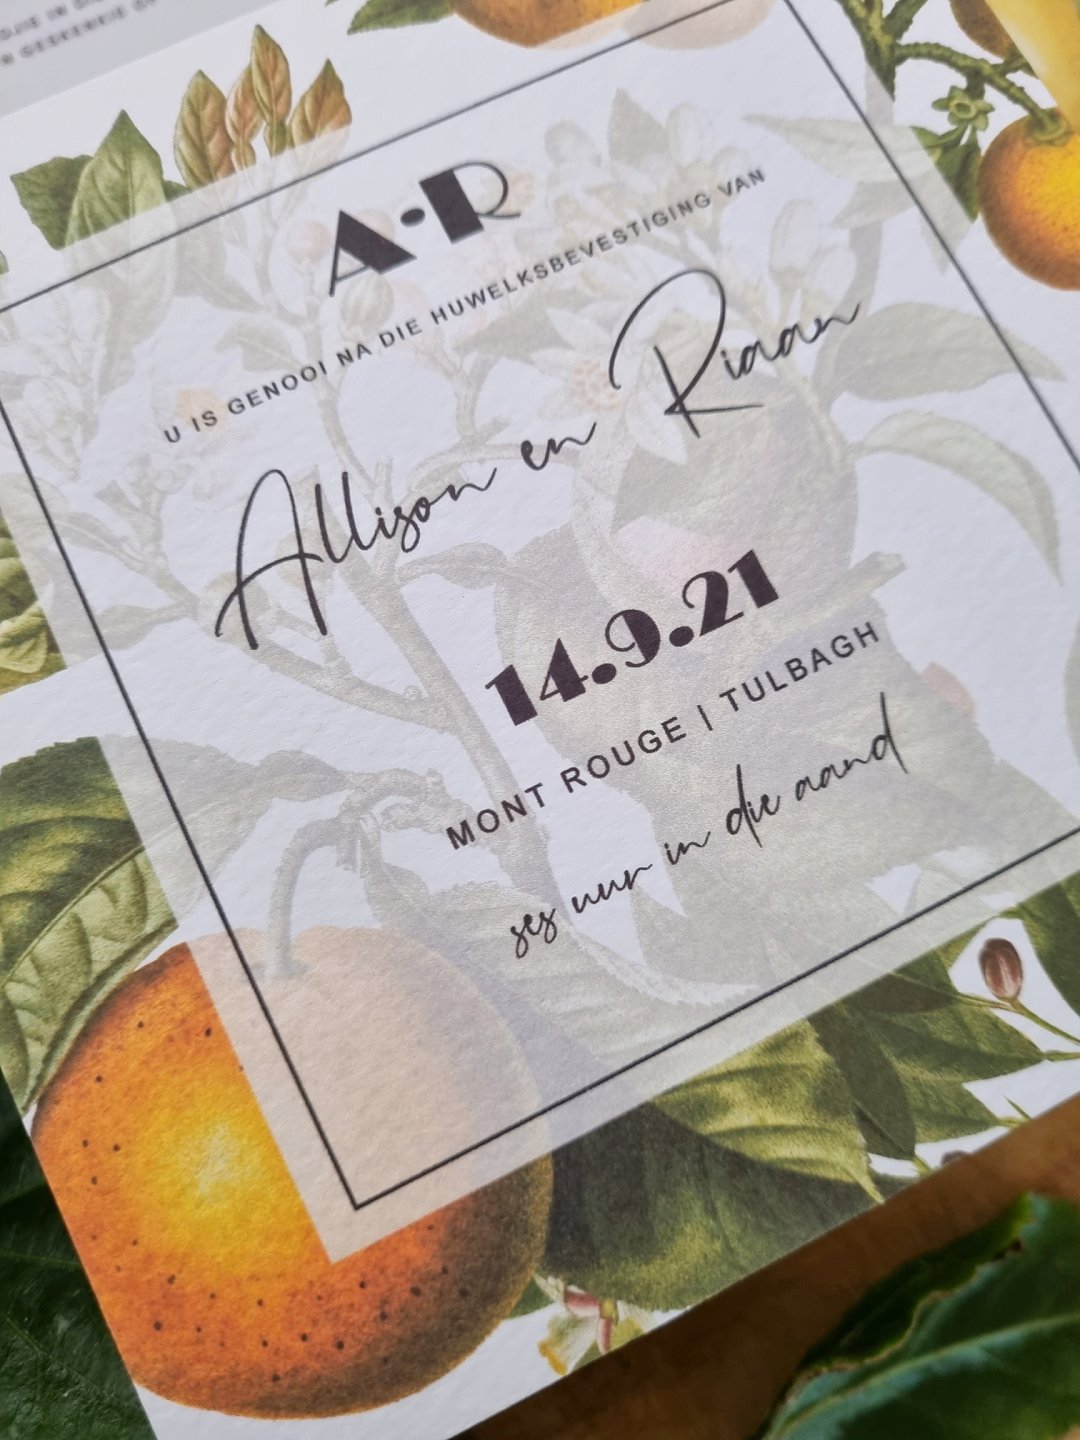 GESKENKIE
A•R
U IS GENOOI NA DIE HUWELKSBEVESTIGING VAN
Allison en Riaan
14.9.21
MONT ROUGE | TULBAGH
ses uur in die aand